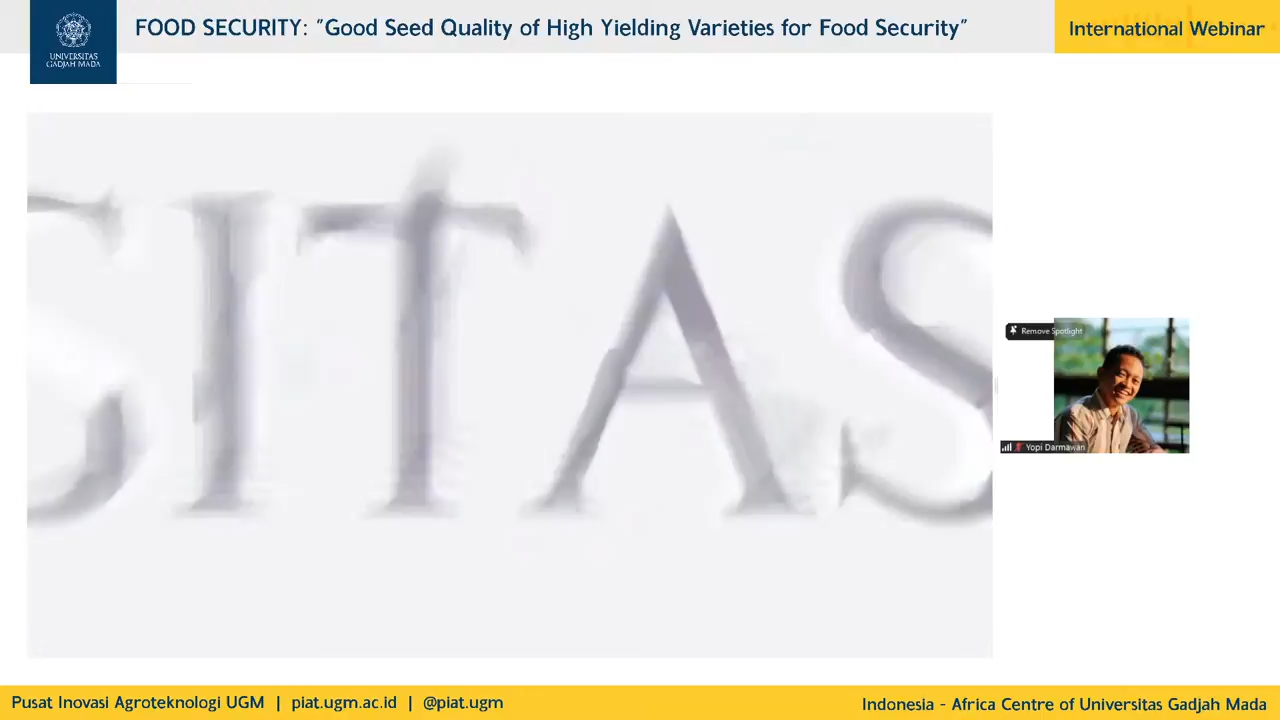 FOOD SECURITY: "Good Seed Quality of High Yielding Varieties for Food Security"
International Webinar
UNIVERSITAS
GADJAH MADA
SITAS
Remove Spotlight
Yopi Darmawan
Pusat Inovasi Agroteknologi UGM | piat.ugm.ac.id | @piat.ugm
Indonesia - Africa Centre of Universitas Gadjah Mada